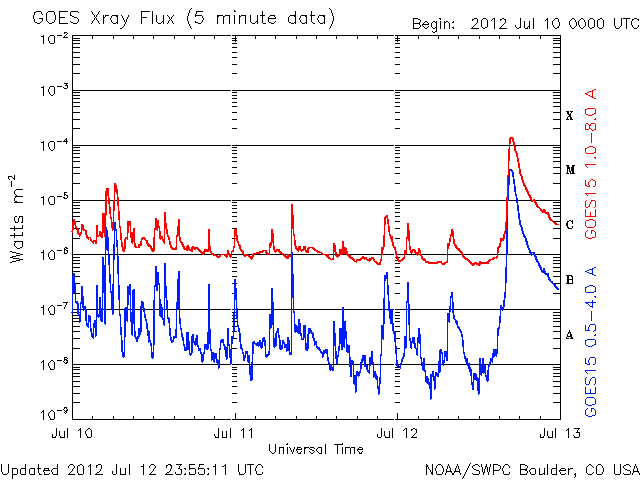 GOES Xray Flux (5 minute data)
Begin: 2012 Jul 10 0000 UTC
10-2
10-3
10-4
10-5
10-6
10-7
10-8
10-9
Watts m-2
X
M
C
B
A
GOES15 1.0-8.0 A
GOES15 0.5-4.0 A
Jul 10
Jul 11
Jul 12
Jul 13
Universal Time
Updated 2012 Jul 12 23:55:11 UTC
NOAA/SWPC Boulder, CO USA